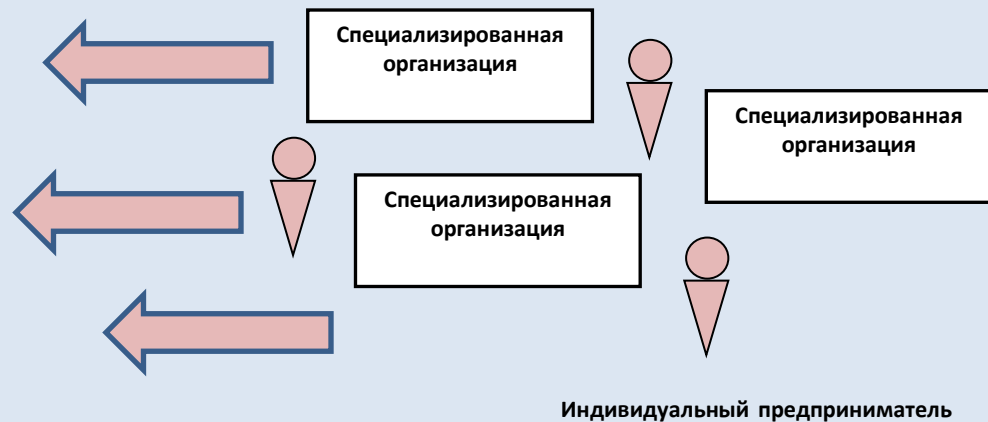 Специализированная
организация
Специализированная
организация
Специализированная
организация
Индивидуальный предприниматель